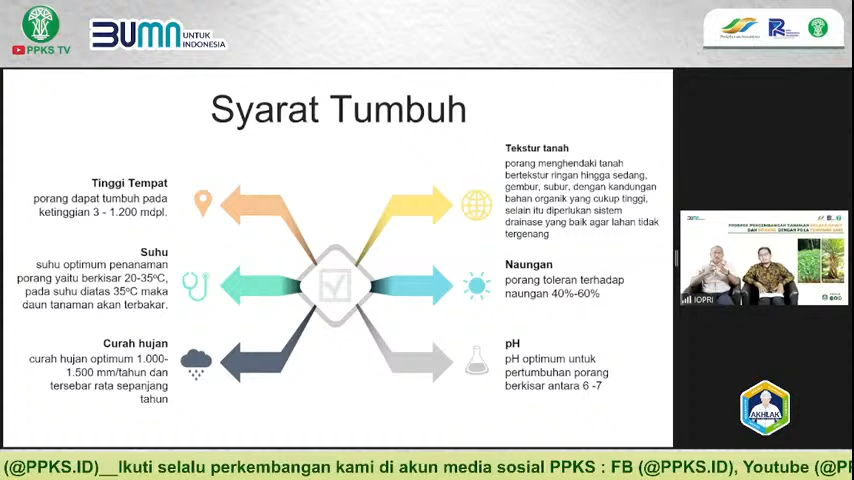 PPKS TV
BUMN
UNTUK
INDONESIA
Syarat Tumbuh
Tinggi Tempat
porang dapat tumbuh pada
ketinggian 3 - 1.200 mdpl.
Suhu
suhu optimum penanaman
porang yaitu berkisar 20-35ºC,
pada suhu diatas 35ºC maka
daun tanaman akan terbakar.
Curah hujan
curah hujan optimum 1.000-
1.500 mm/tahun dan
tersebar rata sepanjang
tahun
Tekstur tanah
porang menghendaki tanah
bertekstur ringan hingga sedang,
gembur, subur, dengan kandungan
bahan organik yang cukup tinggi,
selain itu diperlukan sistem
drainase yang baik agar lahan tidak
tergenang
Naungan
porang toleran terhadap
naungan 40%-60%
pH
pH optimum untuk
pertumbuhan porang
berkisar antara 6 -7
BUMN
IOPRI
AKHLAK
(@PPKS.ID)__Ikuti selalu perkembangan kami di akun media sosial PPKS : FB (@PPKS.ID), Youtube (@PP